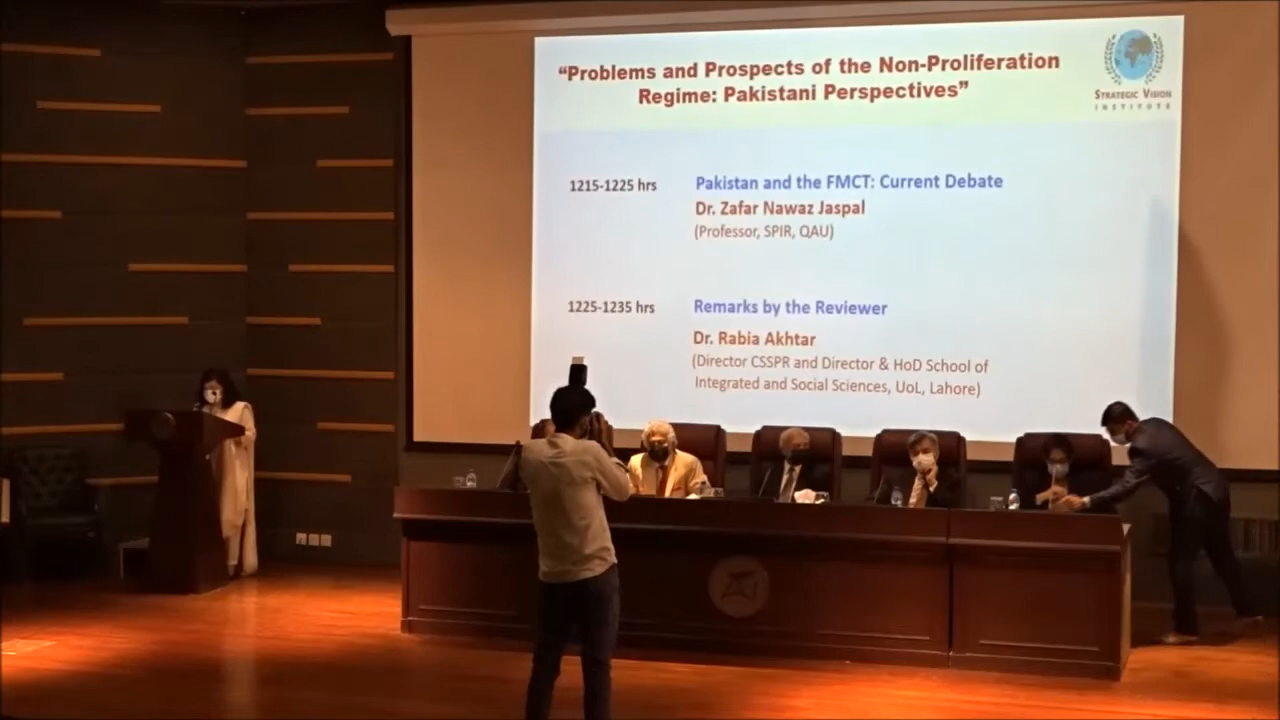 “Problems and Prospects of the Non-Proliferation
Regime: Pakistani Perspectives”
STRATEGIC VISION
INSTITUTE
1215-1225 hrs
Pakistan and the FMCT: Current Debate
Dr. Zafar Nawaz Jaspal
(Professor, SPIR, QAU)
1225-1235 hrs
Remarks by the Reviewer
Dr. Rabia Akhtar
(Director CSSPR and Director & HoD School of
Integrated and Social Sciences, UoL, Lahore)